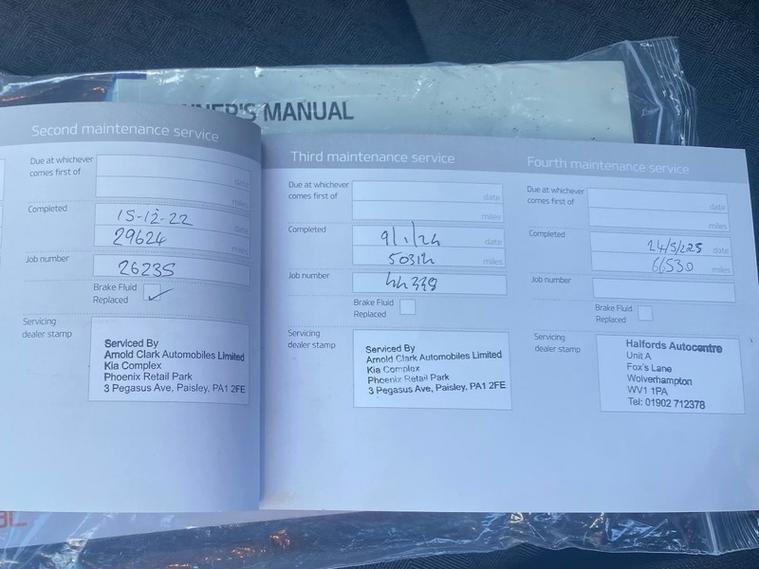 OWNER'S MANUAL
Second maintenance service
Due at whichever
comes first of
date
miles
Completed
15-12-22
date
29624
miles
Job number
26235
Brake Fluid
Replaced
Servicing
dealer stamp
Serviced By
Arnold Clark Automobiles Limited
Kia Complex
Phoenix Retail Park
3 Pegasus Ave, Paisley, PA1 2FE
Third maintenance service
Due at whichever
comes first of
date
miles
Completed
9/1/24
date
50314
miles
Job number
44339
Brake Fluid
Replaced
Servicing
dealer stamp
Serviced By
Arnold Clark Automobiles Limited
Kia Complex
Phoenix Retail Park
3 Pegasus Ave, Paisley, PA1 2FE
Fourth maintenance service
Due at whichever
comes first of
date
miles
Completed
24/5/225
date
66530
miles
Job number
Brake Fluid
Replaced
Servicing
dealer stamp
Halfords Autocentre
Unit A
Fox's Lane
Wolverhampton
WV1 1PA
Tel: 01902 712378